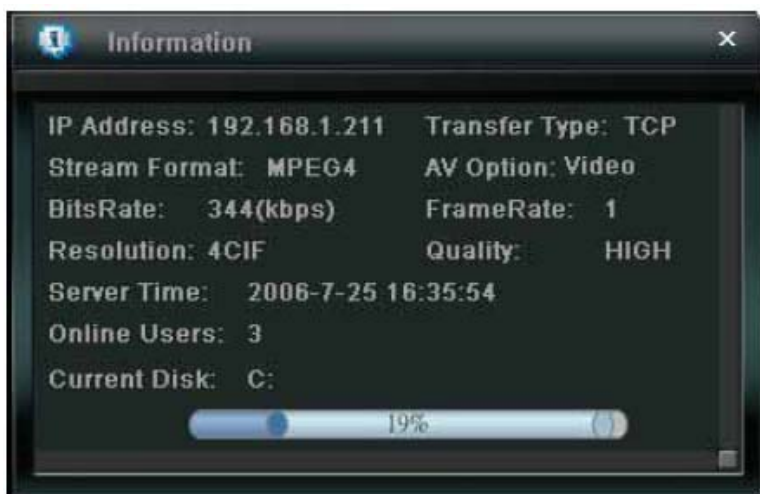 Information
IP Address: 192.168.1.211 Transfer Type: TCP
Stream Format: MPEG4 AV Option: Video
BitsRate: 344(kbps) FrameRate: 1
Resolution: 4CIF Quality: HIGH
Server Time: 2006-7-25 16:35:54
Online Users: 3
Current Disk: C:
19%